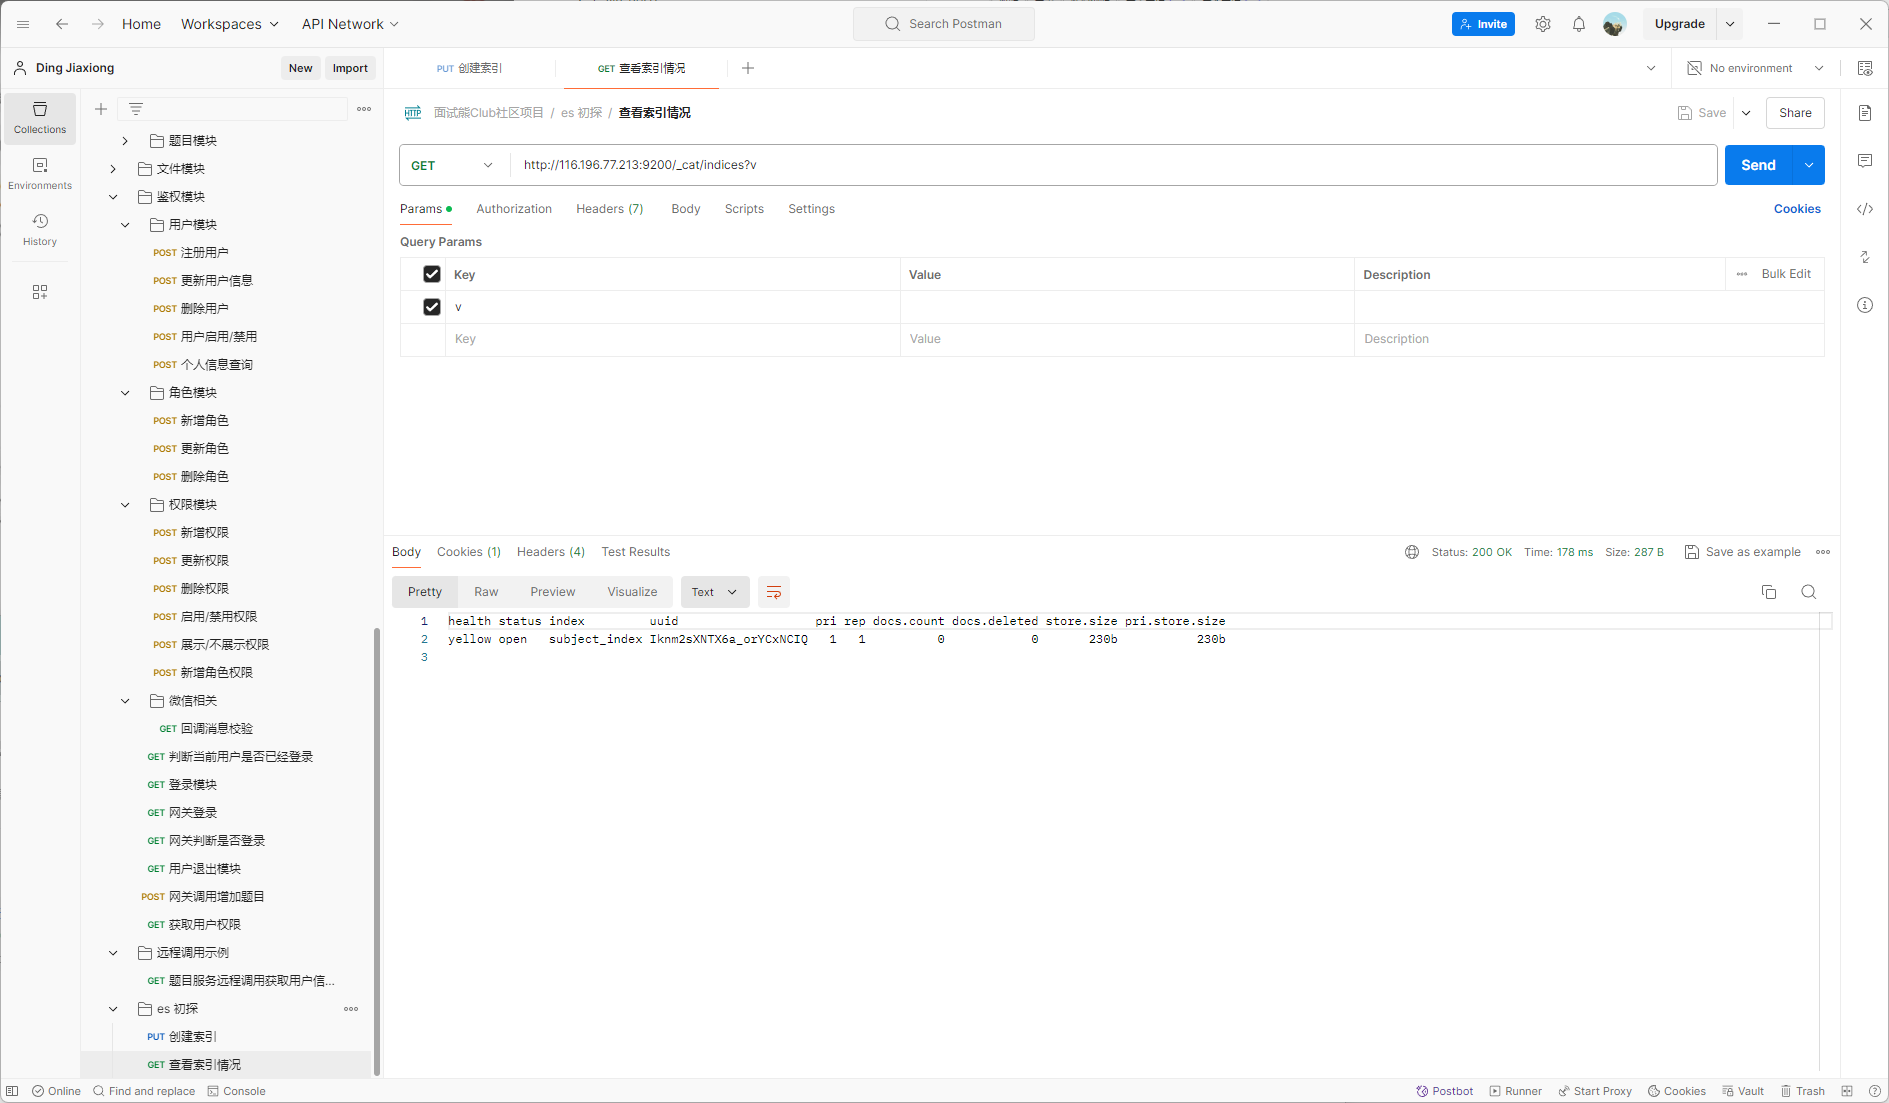 Home Workspaces API Network Search Postman Invite Upgrade
Ding Jiaxiong New Import PUT 创建索引 GET 查看索引情况 No environment
Collections
Environments
History
题目模块
文件模块
鉴权模块
用户模块
POST 注册用户
POST 更新用户信息
POST 删除用户
POST 用户启用/禁用
POST 个人信息查询
角色模块
POST 新增角色
POST 更新角色
POST 删除角色
权限模块
POST 新增权限
POST 更新权限
POST 删除权限
POST 启用/禁用权限
POST 展示/不展示权限
POST 新增角色权限
微信相关
GET 回调消息校验
GET 判断当前用户是否已经登录
GET 登录模块
GET 网关登录
GET 网关判断是否登录
GET 用户退出模块
POST 网关调用增加题目
GET 获取用户权限
远程调用示例
GET 题目服务远程调用获取用户信...
es 初探
PUT 创建索引
GET 查看索引情况
HTTP 面试熊Club社区项目 / es 初探 / 查看索引情况 Save Share
GET http://116.196.77.213:9200/_cat/indices?v Send
Params Authorization Headers (7) Body Scripts Settings Cookies
Query Params
Key Value Description Bulk Edit
v
Key Value Description
Body Cookies (1) Headers (4) Test Results Status: 200 OK Time: 178 ms Size: 287 B Save as example
Pretty Raw Preview Visualize Text
1 health status index uuid pri rep docs.count docs.deleted store.size pri.store.size
2 yellow open subject_index Iknm2sXNTX6a_orYCxNCIQ 1 1 0 0 230b 230b
3
Online Find and replace Console Postbot Runner Start Proxy Cookies Vault Trash